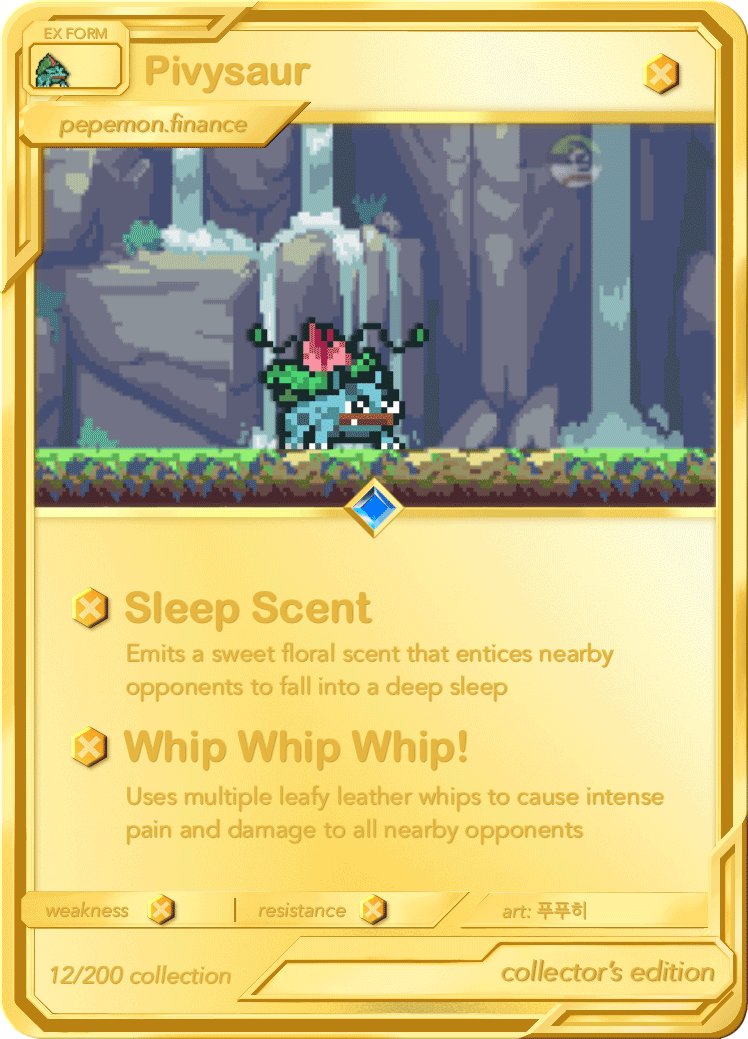 EX FORM
Pivysaur
pepemon.finance
Sleep Scent
Emits a sweet floral scent that entices nearby
opponents to fall into a deep sleep
Whip Whip Whip!
Uses multiple leafy leather whips to cause intense
pain and damage to all nearby opponents
weakness resistance art: 푸푸히
12/200 collection collector's edition